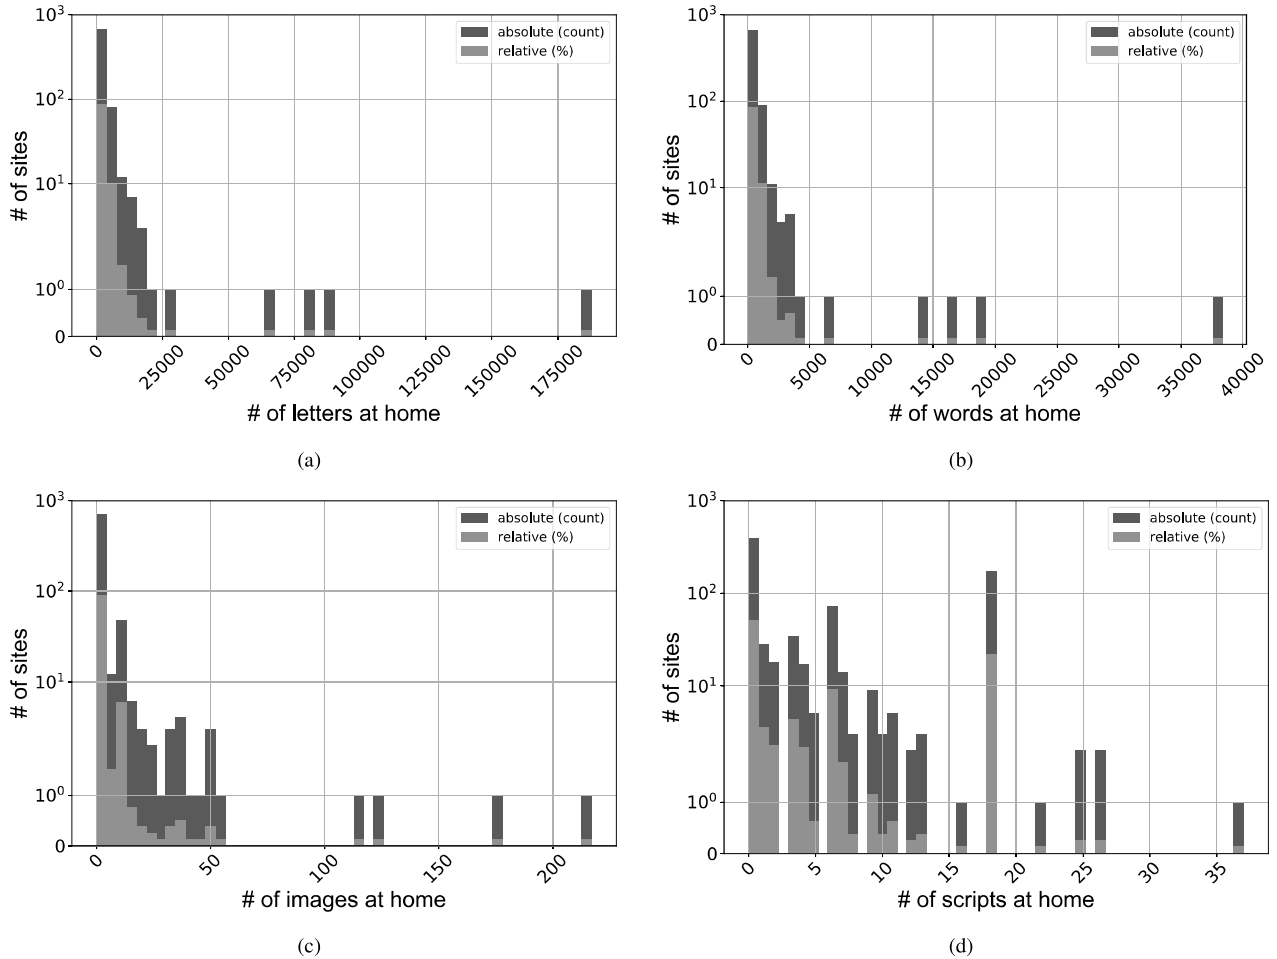 10³
10²
10¹
10⁰
0
# of sites
absolute (count)
relative (%)
0 25000 50000 75000 100000 125000 150000 175000
# of letters at home
(a)
10³
10²
10¹
10⁰
0
# of sites
absolute (count)
relative (%)
0 5000 10000 15000 20000 25000 30000 35000 40000
# of words at home
(b)
10³
10²
10¹
10⁰
0
# of sites
absolute (count)
relative (%)
0 50 100 150 200
# of images at home
(c)
10³
10²
10¹
10⁰
0
# of sites
absolute (count)
relative (%)
0 5 10 15 20 25 30 35
# of scripts at home
(d)